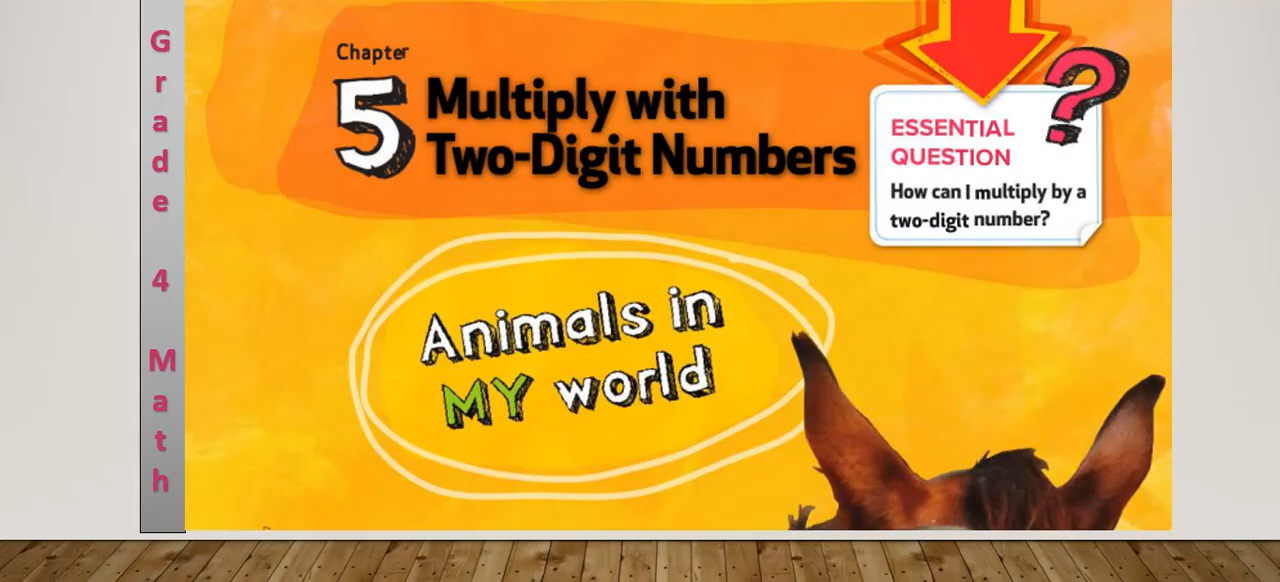 Grade 4 Math
Chapter
5
Multiply with
Two-Digit Numbers
?
ESSENTIAL
QUESTION
How can I multiply by a
two-digit number?
Animals in
MY world